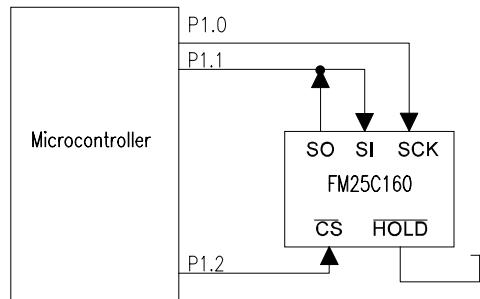 P1.0
P1.1
Microcontroller
SO SI SCK
FM25C160
CS HOLD
P1.2